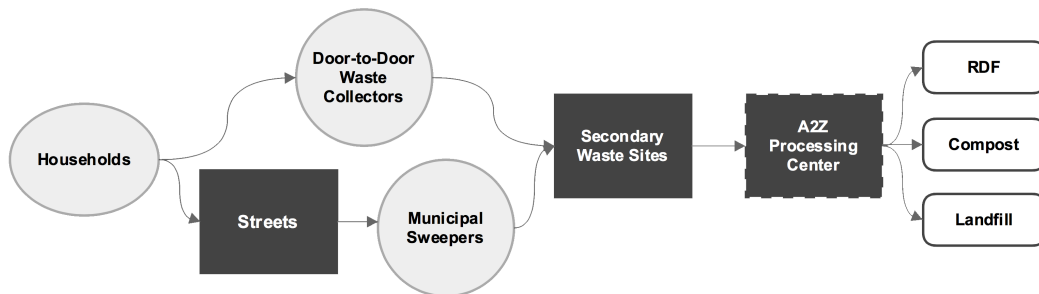 Households
Door-to-Door
Waste
Collectors
Streets
Municipal
Sweepers
Secondary
Waste Sites
A2Z
Processing
Center
RDF
Compost
Landfill